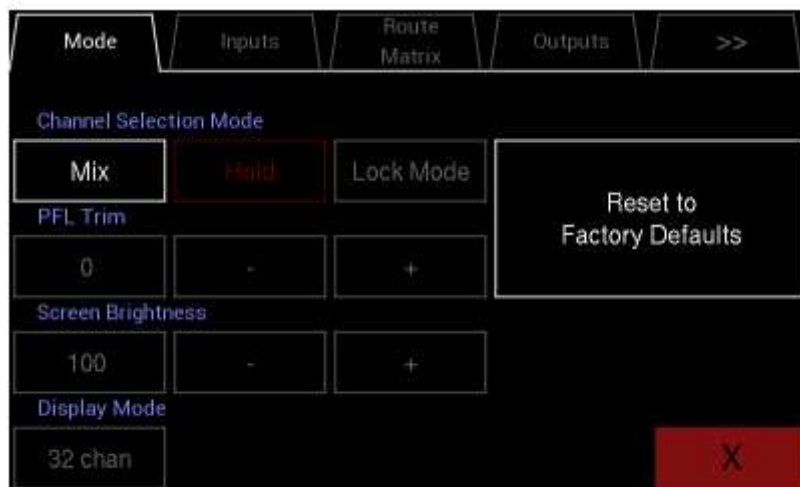 Mode
Inputs
Route
Matrix
Outputs
>>
Channel Selection Mode
Mix
Hold
Lock Mode
Reset to
Factory Defaults
PFL Trim
0
-
+
Screen Brightness
100
-
+
Display Mode
32 chan
X